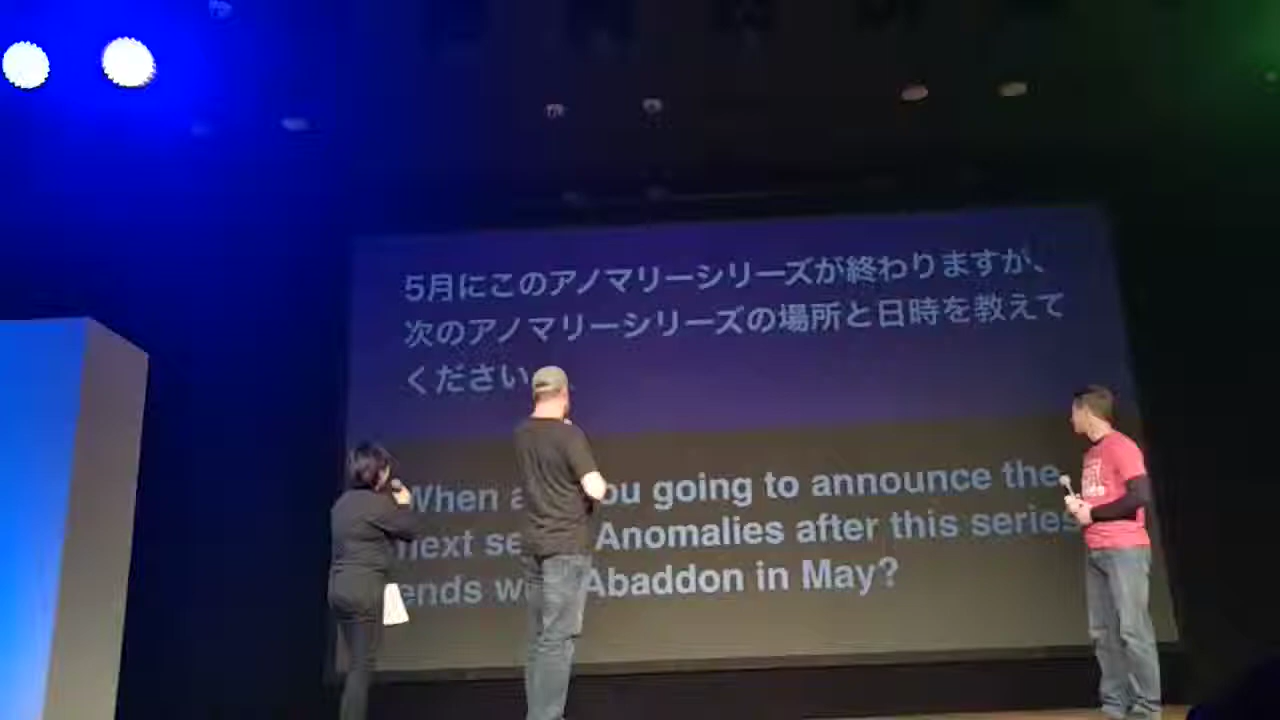 5月にこのアノマリーシリーズが終わりますが、
次のアノマリーシリーズの場所と日時を教えて
ください
When ou going to announce the
next Anomalies after this series
ends Abaddon in May?